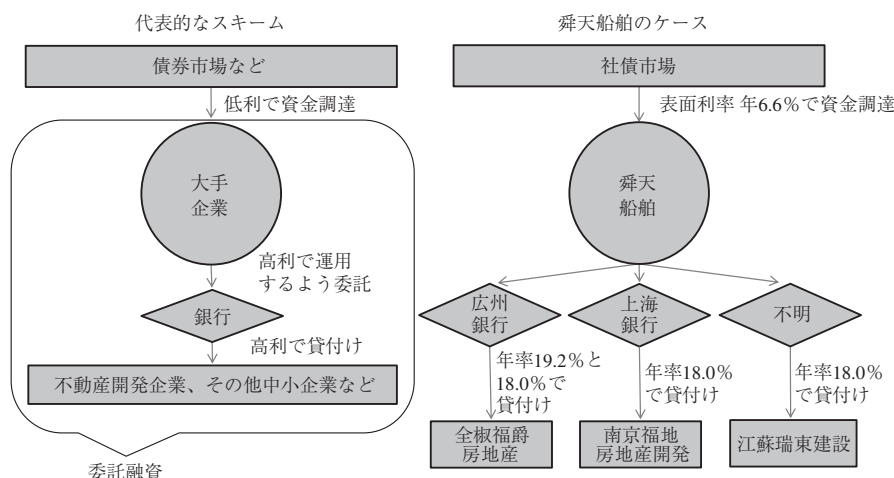 代表的なスキーム
債券市場など
低利で資金調達
大手
企業
高利で運用
するよう委託
銀行
高利で貸付け
不動産開発企業、その他中小企業など
委託融資
舜天船舶のケース
社債市場
表面利率 年6.6%で資金調達
舜天
船舶
広州
銀行
上海
銀行
不明
年率19.2%と
18.0%で
貸付け
年率18.0%
で貸付け
年率18.0%
で貸付け
全椒福爵
房地産
南京福地
房地産開発
江蘇瑞東建設